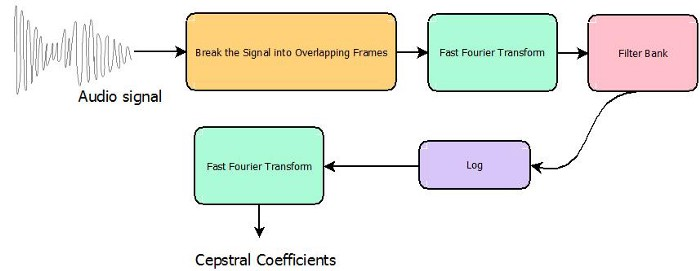 Audio signal
Break the Signal into Overlapping Frames
Fast Fourier Transform
Filter Bank
Log
Fast Fourier Transform
Cepstral Coefficients